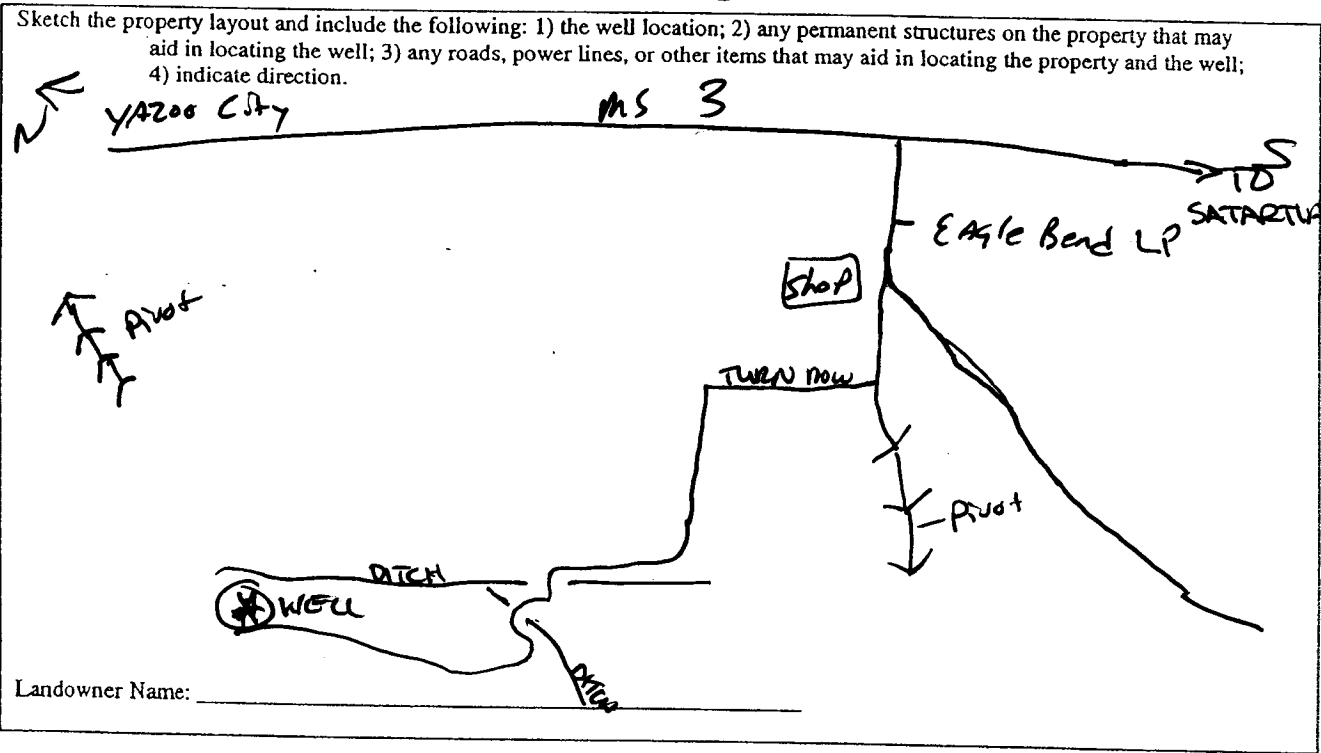 Sketch the property layout and include the following: 1) the well location; 2) any permanent structures on the property that may
aid in locating the well; 3) any roads, power lines, or other items that may aid in locating the property and the well;
4) indicate direction.
N
YAZOO City
MS 3
S
TO
SATARTIA
EAGle Bend LP
Shop
Pivot
TURN ROW
Pivot
DITCH
WELL
DITCH
Landowner Name: